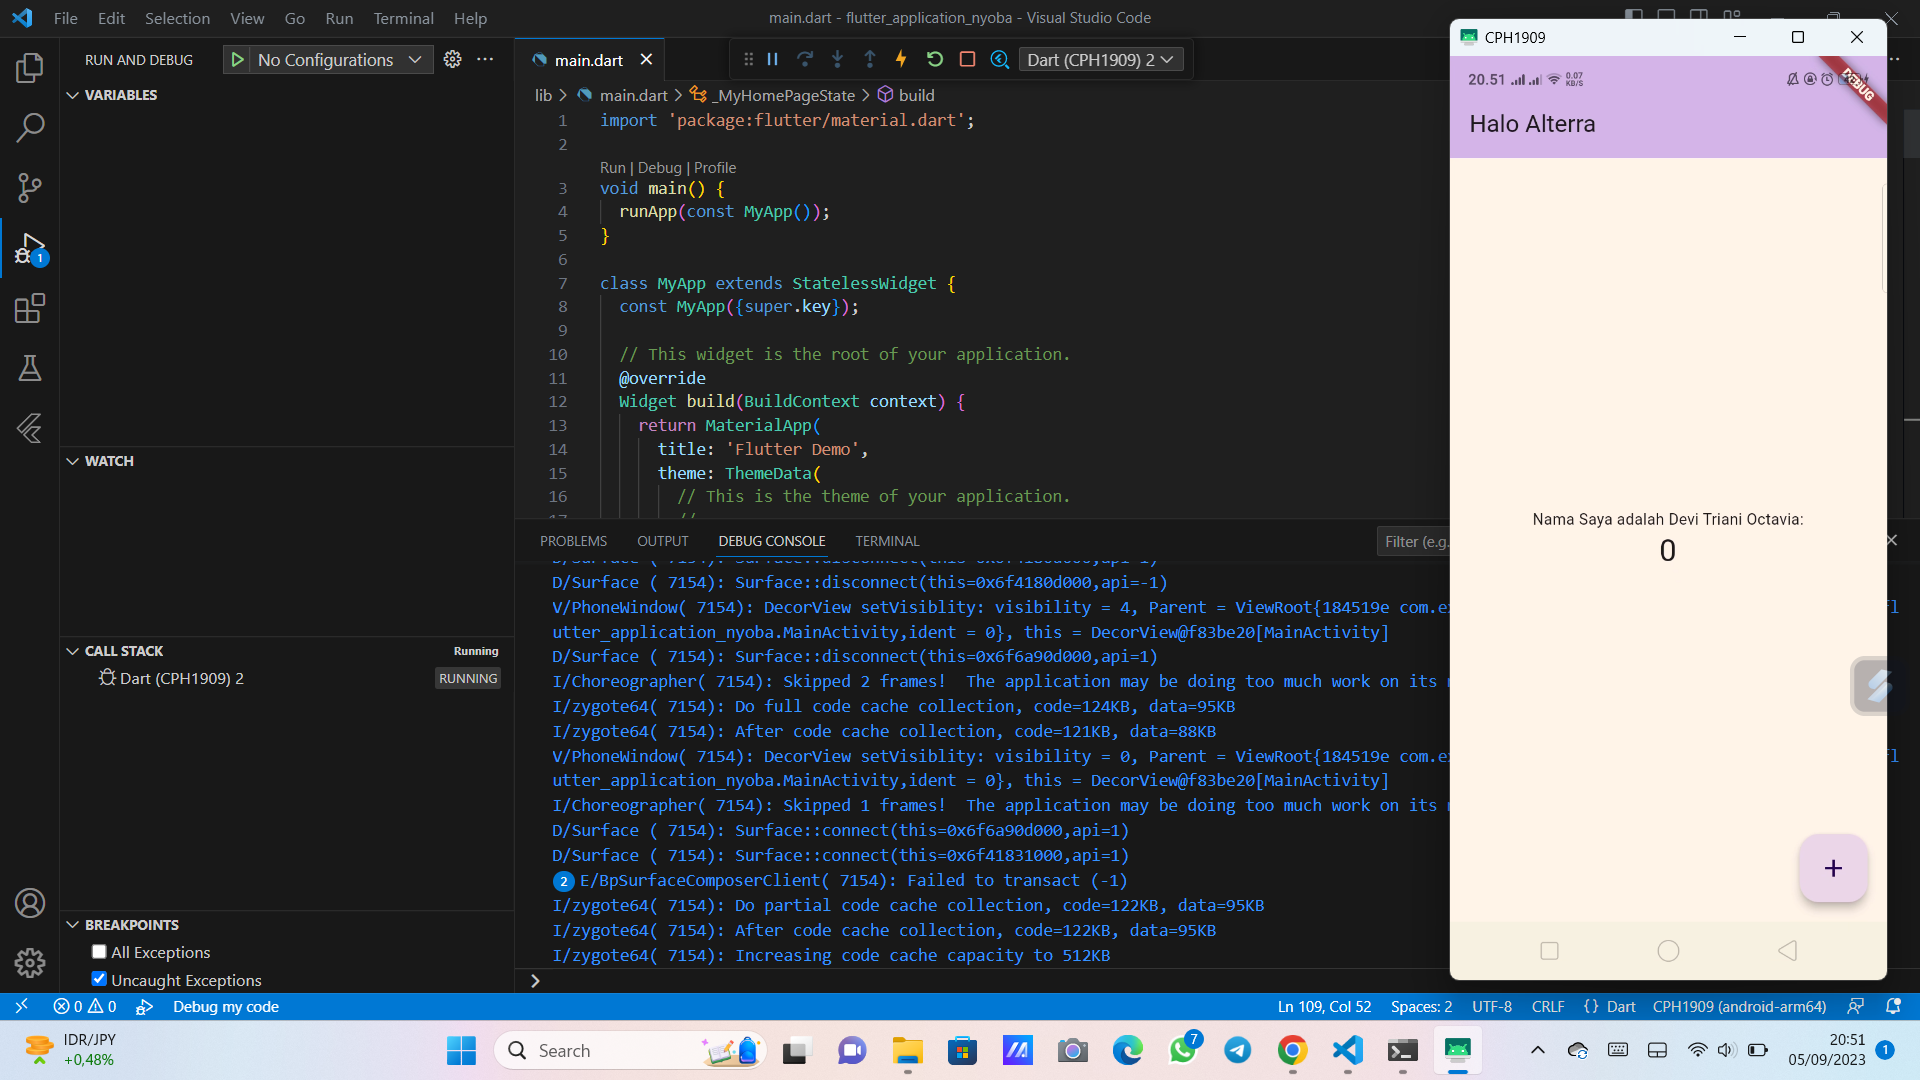 File Edit Selection View Go Run Terminal Help
main.dart - flutter_application_nyoba - Visual Studio Code
RUN AND DEBUG
No Configurations
VARIABLES
WATCH
CALL STACK
Running
Dart (CPH1909) 2
RUNNING
BREAKPOINTS
All Exceptions
Uncaught Exceptions
main.dart
Dart (CPH1909) 2
lib > main.dart > _MyHomePageState > build
1 import 'package:flutter/material.dart';
2
Run | Debug | Profile
3 void main() {
4 runApp(const MyApp());
5 }
6
7 class MyApp extends StatelessWidget {
8 const MyApp({super.key});
9
10 // This widget is the root of your application.
11 @override
12 Widget build(BuildContext context) {
13 return MaterialApp(
14 title: 'Flutter Demo',
15 theme: ThemeData(
16 // This is the theme of your application.
17 //
PROBLEMS OUTPUT DEBUG CONSOLE TERMINAL
Filter (e.g.
D/Surface ( 7154): Surface::disconnect(this=0x6f4180d000,api=-1)
V/PhoneWindow( 7154): DecorView setVisiblity: visibility = 4, Parent = ViewRoot{184519e com.ex fl
utter_application_nyoba.MainActivity,ident = 0}, this = DecorView@f83be20[MainActivity]
D/Surface ( 7154): Surface::disconnect(this=0x6f6a90d000,api=1)
I/Choreographer( 7154): Skipped 2 frames!  The application may be doing too much work on its
I/zygote64( 7154): Do full code cache collection, code=124KB, data=95KB
I/zygote64( 7154): After code cache collection, code=121KB, data=88KB
V/PhoneWindow( 7154): DecorView setVisiblity: visibility = 0, Parent = ViewRoot{184519e com.ex fl
utter_application_nyoba.MainActivity,ident = 0}, this = DecorView@f83be20[MainActivity]
I/Choreographer( 7154): Skipped 1 frames!  The application may be doing too much work on its
D/Surface ( 7154): Surface::connect(this=0x6f6a90d000,api=1)
D/Surface ( 7154): Surface::connect(this=0x6f41831000,api=1)
2 E/BpSurfaceComposerClient( 7154): Failed to transact (-1)
I/zygote64( 7154): Do partial code cache collection, code=122KB, data=95KB
I/zygote64( 7154): After code cache collection, code=122KB, data=95KB
I/zygote64( 7154): Increasing code cache capacity to 512KB
CPH1909
20.51 0.07 KB/S
DEBUG
Halo Alterra
Nama Saya adalah Devi Triani Octavia:
0
+
1
0 0 Debug my code
Ln 109, Col 52 Spaces: 2 UTF-8 CRLF {} Dart CPH1909 (android-arm64)
IDR/JPY
+0,48%
Search
7
20:51
05/09/2023
1